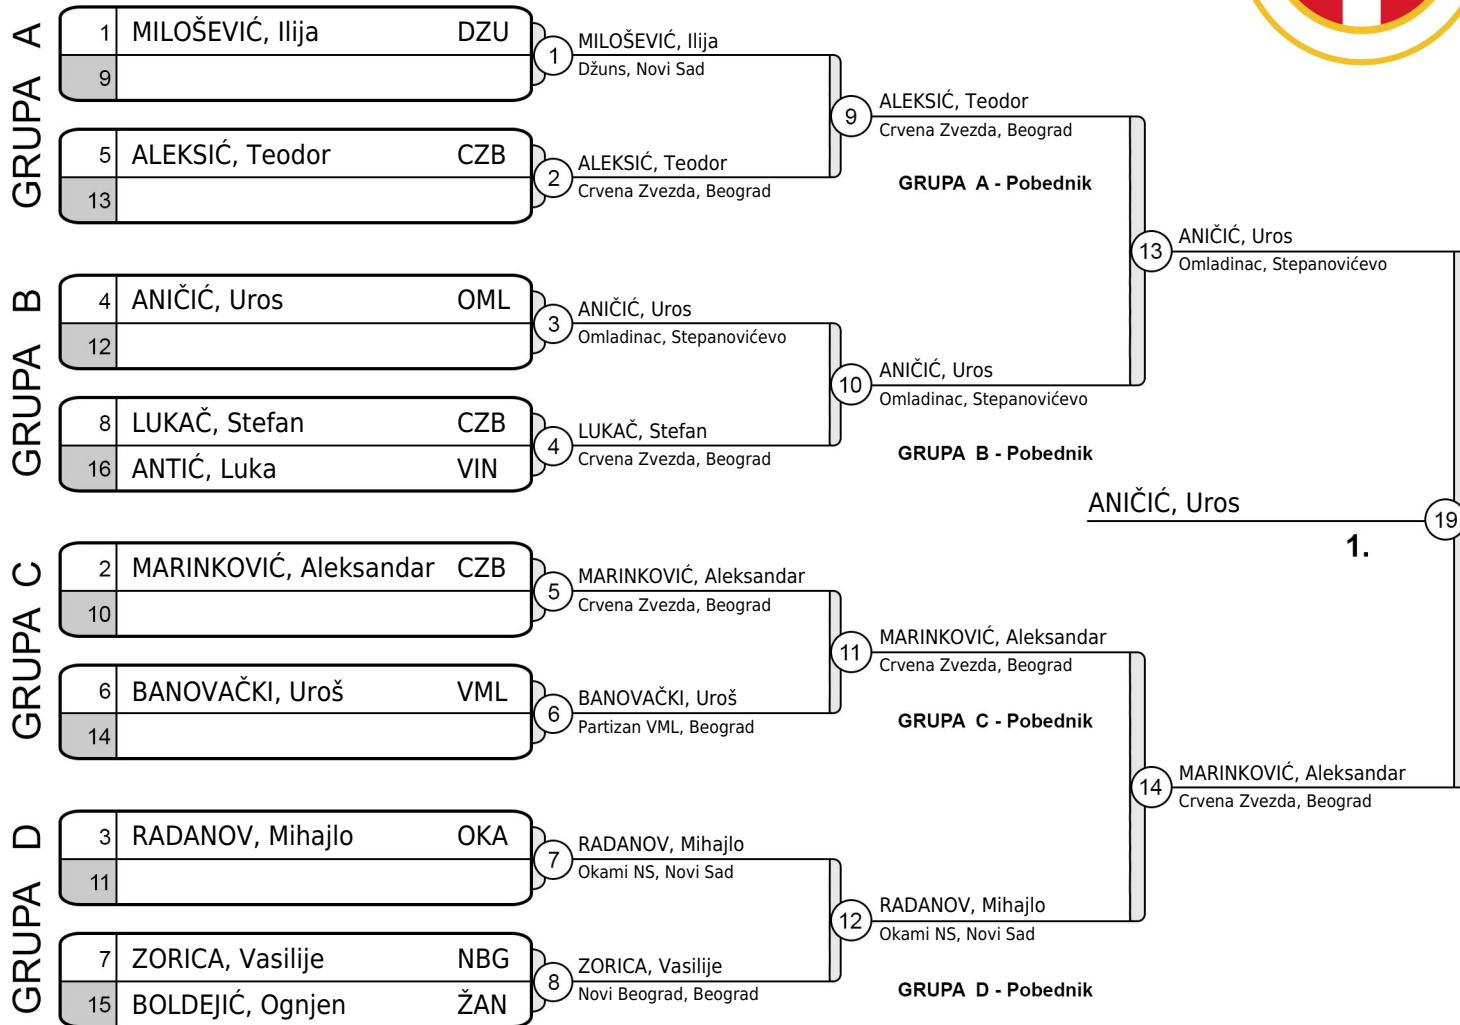 GRUPA A
1 MILOŠEVIĆ, Ilija DZU
9
5 ALEKSIĆ, Teodor CZB
13
GRUPA B
4 ANIČIĆ, Uros OML
12
8 LUKAČ, Stefan CZB
16 ANTIĆ, Luka VIN
GRUPA C
2 MARINKOVIĆ, Aleksandar CZB
10
6 BANOVAČKI, Uroš VML
14
GRUPA D
3 RADANOV, Mihajlo OKA
11
7 ZORICA, Vasilije NBG
15 BOLDEJIĆ, Ognjen ŽAN
1 MILOŠEVIĆ, Ilija
Džuns, Novi Sad
2 ALEKSIĆ, Teodor
Crvena Zvezda, Beograd
3 ANIČIĆ, Uros
Omladinac, Stepanovićevo
4 LUKAČ, Stefan
Crvena Zvezda, Beograd
5 MARINKOVIĆ, Aleksandar
Crvena Zvezda, Beograd
6 BANOVAČKI, Uroš
Partizan VML, Beograd
7 RADANOV, Mihajlo
Okami NS, Novi Sad
8 ZORICA, Vasilije
Novi Beograd, Beograd
9 ALEKSIĆ, Teodor
Crvena Zvezda, Beograd
GRUPA A - Pobednik
10 ANIČIĆ, Uros
Omladinac, Stepanovićevo
GRUPA B - Pobednik
11 MARINKOVIĆ, Aleksandar
Crvena Zvezda, Beograd
GRUPA C - Pobednik
12 RADANOV, Mihajlo
Okami NS, Novi Sad
GRUPA D - Pobednik
13 ANIČIĆ, Uros
Omladinac, Stepanovićevo
14 MARINKOVIĆ, Aleksandar
Crvena Zvezda, Beograd
ANIČIĆ, Uros 19
1.